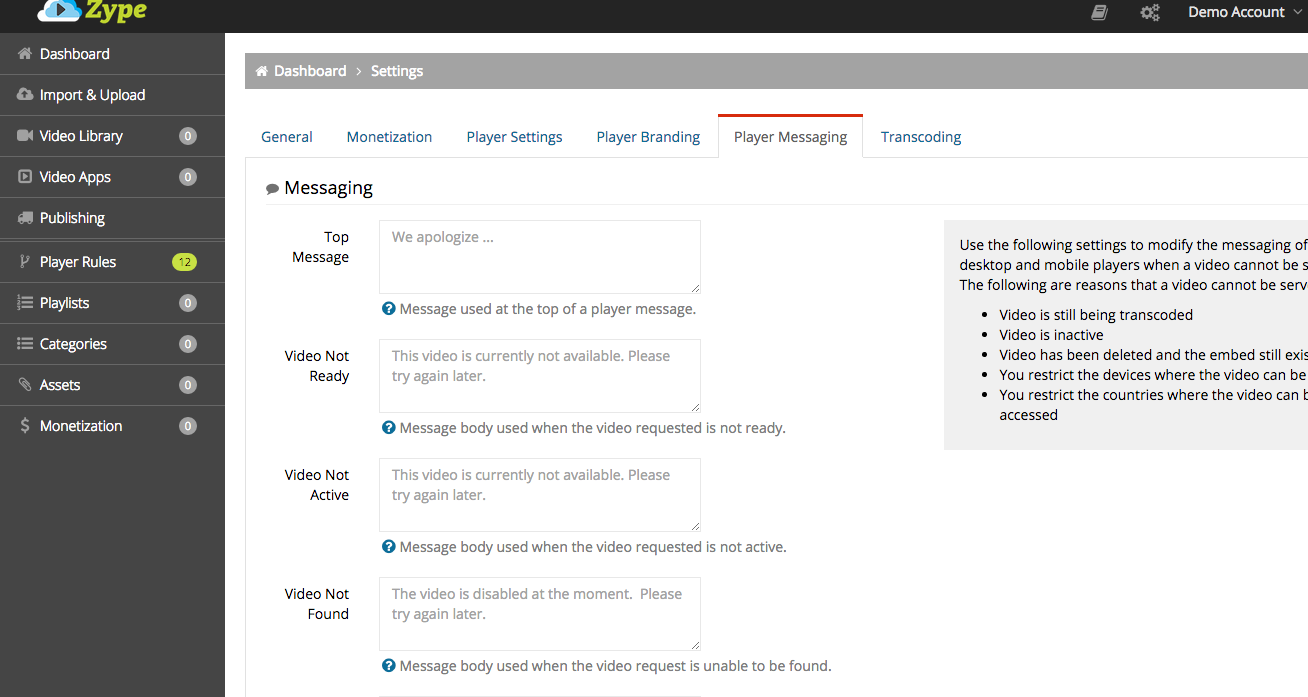 Zype
Demo Account
Dashboard
Import & Upload
Video Library 0
Video Apps 0
Publishing
Player Rules 12
Playlists 0
Categories 0
Assets 0
$ Monetization 0
Dashboard > Settings
General Monetization Player Settings Player Branding Player Messaging Transcoding
Messaging
Top
Message
We apologize ...
? Message used at the top of a player message.
Video Not
Ready
This video is currently not available. Please
try again later.
? Message body used when the video requested is not ready.
Video Not
Active
This video is currently not available. Please
try again later.
? Message body used when the video requested is not active.
Video Not
Found
The video is disabled at the moment.  Please
try again later.
? Message body used when the video request is unable to be found.
Use the following settings to modify the messaging of
desktop and mobile players when a video cannot be s
The following are reasons that a video cannot be serv
• Video is still being transcoded
• Video is inactive
• Video has been deleted and the embed still exis
• You restrict the devices where the video can be
• You restrict the countries where the video can b
accessed